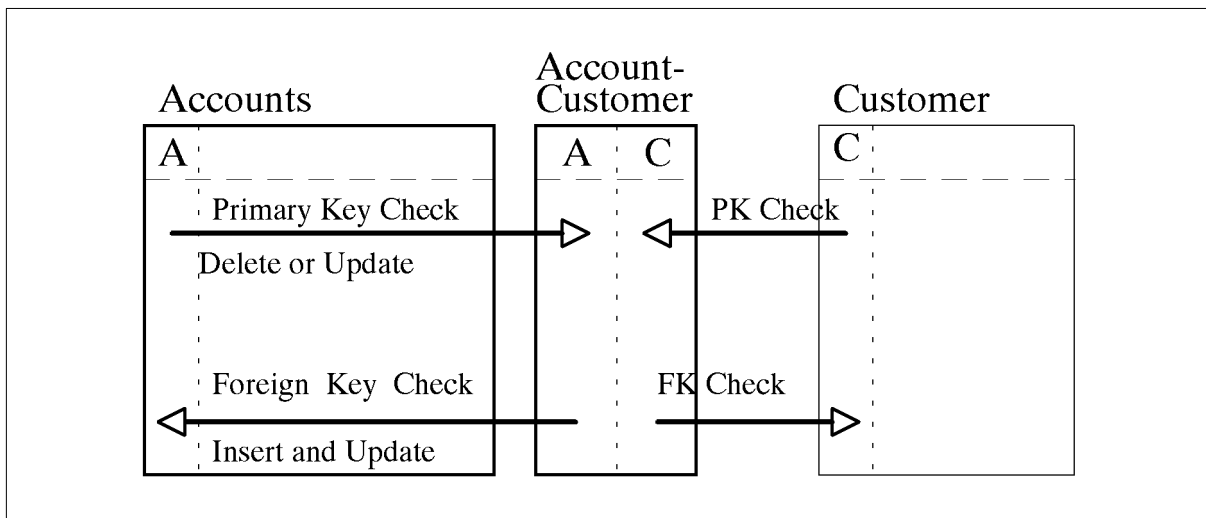 Accounts
Account-
Customer
Customer
A
A C
C
Primary Key Check
PK Check
Delete or Update
Foreign Key Check
FK Check
Insert and Update